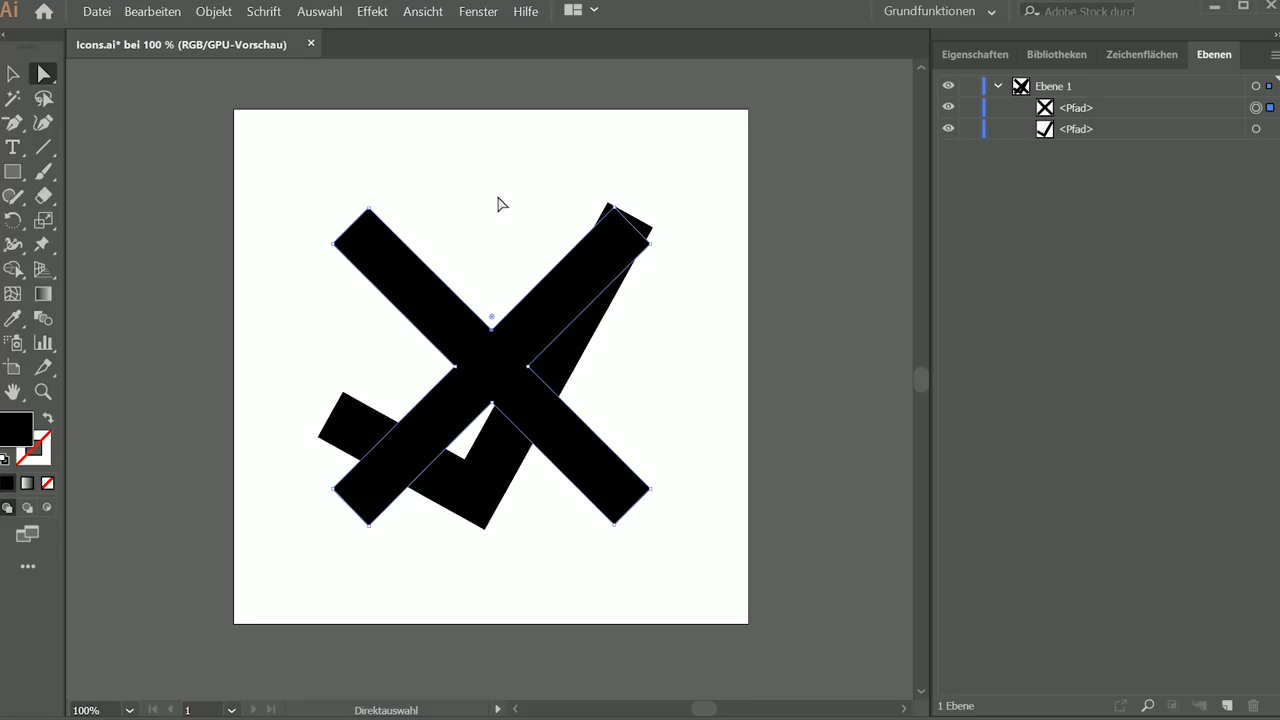 Ai
Datei Bearbeiten Objekt Schrift Auswahl Effekt Ansicht Fenster Hilfe Grundfunktionen Adobe Stock durch
Icons.ai* bei 100 % (RGB/GPU-Vorschau)
Eigenschaften Bibliotheken Zeichenflächen Ebenen
Ebene 1
<Pfad>
<Pfad>
100% 1 Direktauswahl 1 Ebene